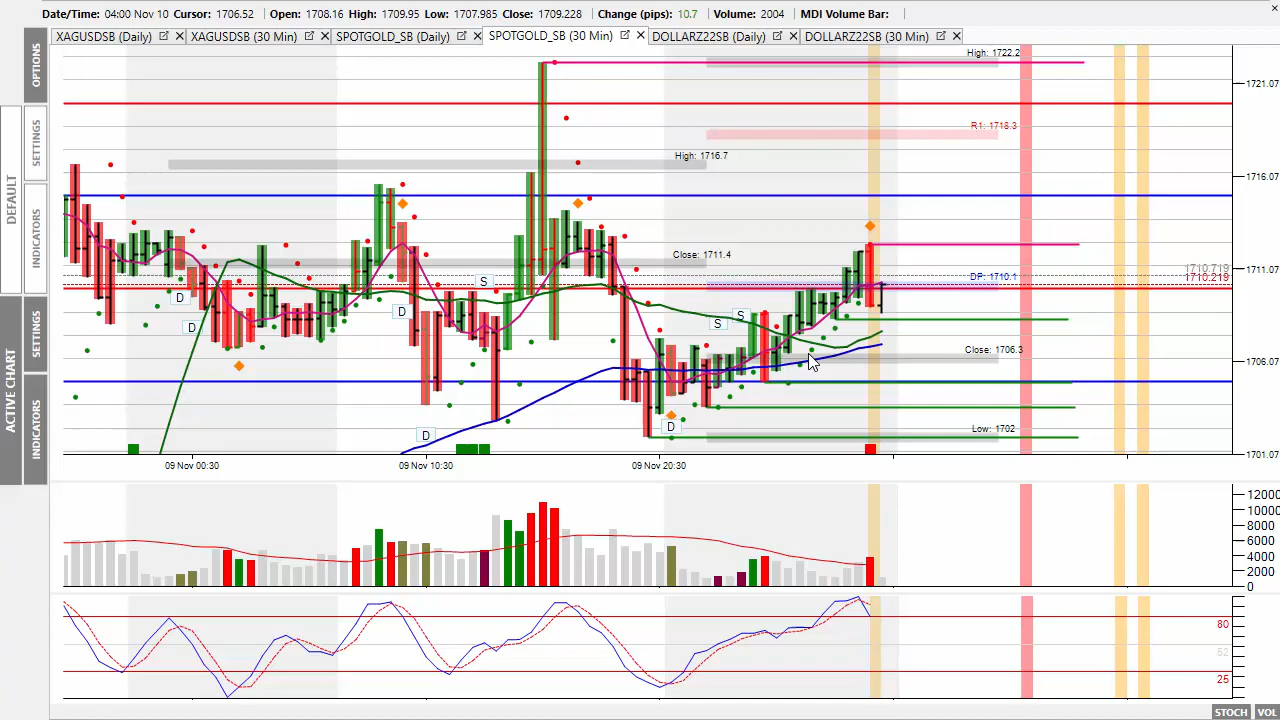 Date/Time: 04:00 Nov 10 Cursor: 1706.52 Open: 1708.16 High: 1709.95 Low: 1707.985 Close: 1709.228 Change (pips): 10.7 Volume: 2004 MDI Volume Bar:
XAGUSDSB (Daily) XAGUSDSB (30 Min) SPOTGOLD_SB (Daily) SPOTGOLD_SB (30 Min) DOLLARZ22SB (Daily) DOLLARZ22SB (30 Min)
OPTIONS
DEFAULT
SETTINGS
INDICATORS
ACTIVE CHART
SETTINGS
INDICATORS
High: 1722.2
1721.07
R1: 1718.3
High: 1716.7
1716.07
Close: 1711.4
1710.719
1711.07
DP: 1710.1
1710.219
D
D
D
S
S
S
Close: 1706.3
1706.07
D
D
Low: 1702
1701.07
09 Nov 00:30
09 Nov 10:30
09 Nov 20:30
12000
10000
8000
6000
4000
2000
0
80
52
25
STOCH VOL